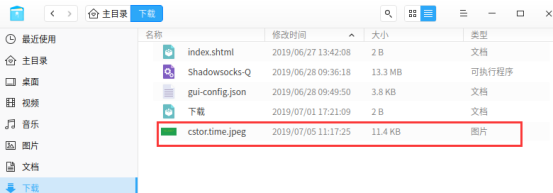 主目录 下载
最近使用
主目录
桌面
视频
音乐
图片
文档
下载
名称 修改时间 大小 类型
index.shtml 2019/06/27 13:42:08 2 B 文档
Shadowsocks-Q 2019/06/28 09:36:18 13.3 MB 可执行程序
gui-config.json 2019/06/28 09:49:50 3.8 KB 文档
下载 2019/07/01 17:21:09 2 B 文档
cstor.time.jpeg 2019/07/05 11:17:25 11.4 KB 图片